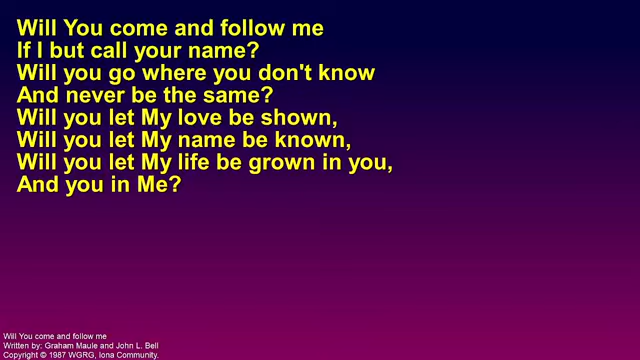 Will You come and follow me
If I but call your name?
Will you go where you don't know
And never be the same?
Will you let My love be shown,
Will you let My name be known,
Will you let My life be grown in you,
And you in Me?
Will You come and follow me
Written by: Graham Maule and John L. Bell
Copyright © 1987 WGRG, Iona Community.